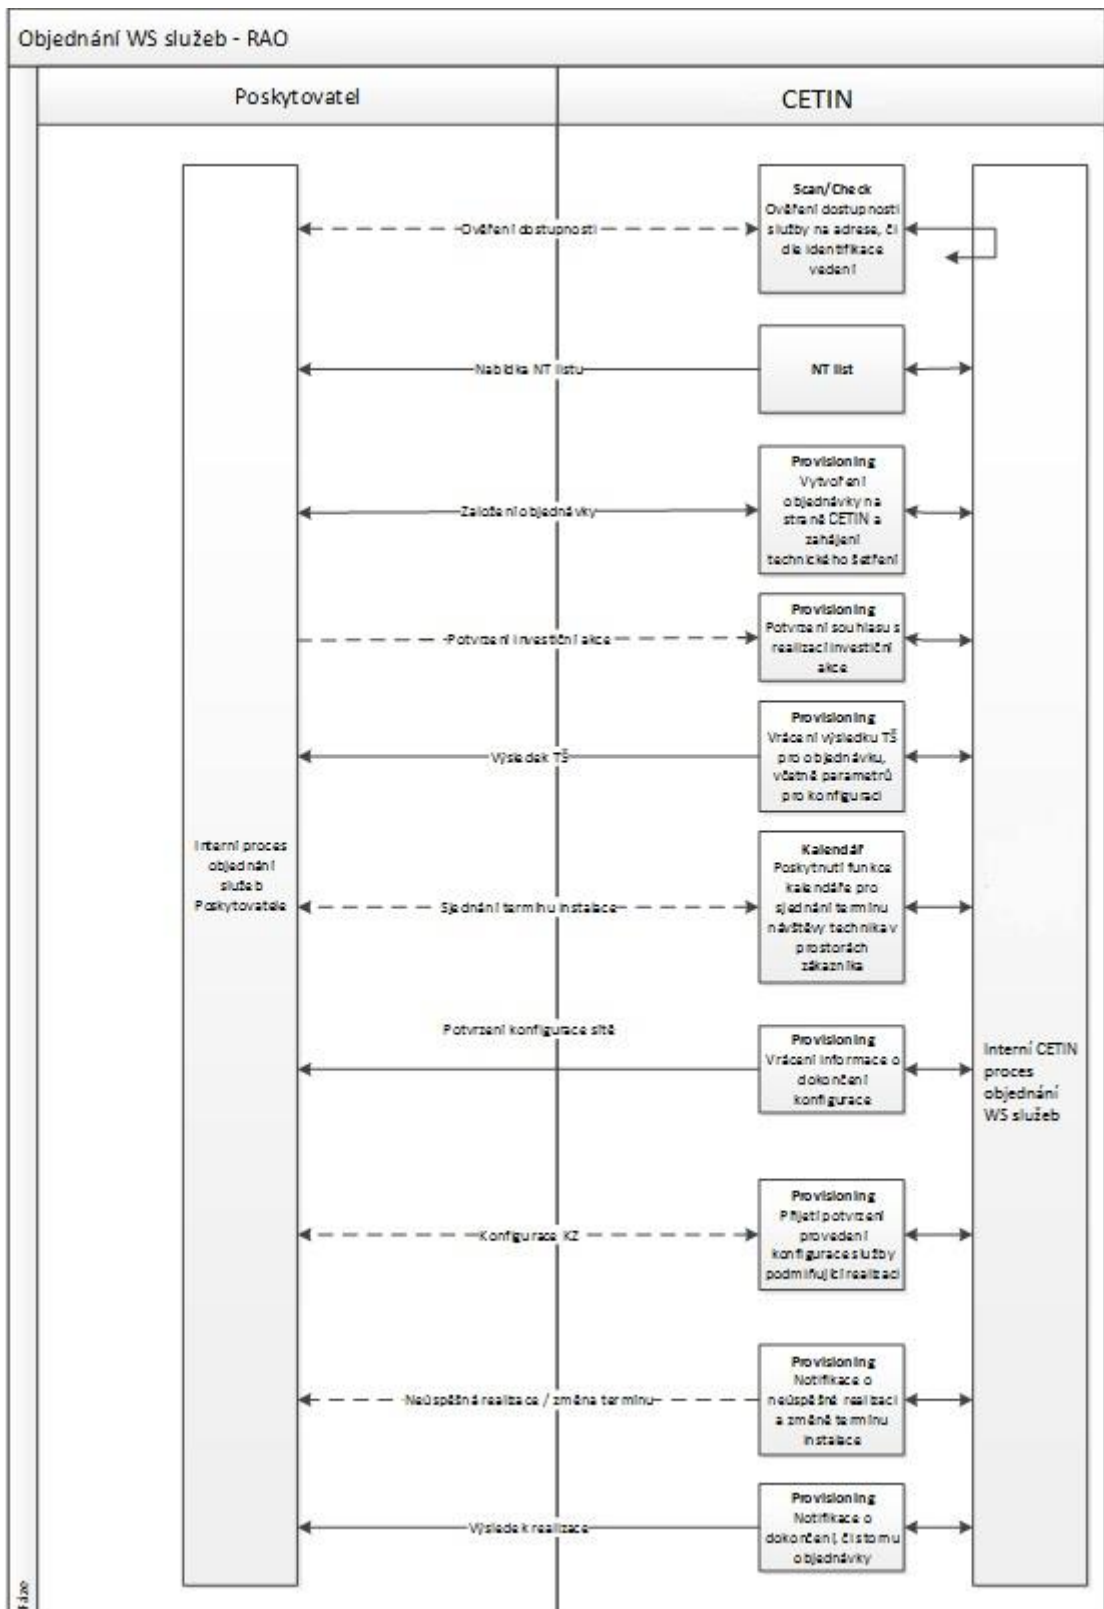 Objednání WS služeb - RAO
Poskytovatel
CETIN
Scan/Check
Ověření dostupnosti
služby na adrese, či
dle identifikace
vedení
Ověření dostupnosti
Nabídka NT listu
NT list
Provisioning
Vytvoření
objednávky na
straně CETIN a
zahájení
technického šetření
Založení objednávky
Provisioning
Potvrzení souhlasu s
realizací investiční
akce
Potvrzení investiční akce
Provisioning
Vrácení výsledku TŠ
pro objednávku,
včetně parametrů
pro konfiguraci
Výsledek TŠ
Interní proces
objednání
služeb
Poskytovatele
Kalendář
Poskytnutí funkce
kalendáře pro
sjednání termínu
návštěvy technika v
prostorách
zákazníka
Sjednání termínu instalace
Potvrzení konfigurace sítě
Provisioning
Vrácení informace o
dokončení
konfigurace
Interní CETIN
proces
objednání
WS služeb
Provisioning
Přijetí potvrzení
provedení
konfigurace služby
podmiňující realizaci
Konfigurace KZ
Provisioning
Notifikace o
neúspěšné realizaci
a změně termínu
instalace
Neúspěšná realizace / změna termínu
Provisioning
Notifikace o
dokončení, či stornu
objednávky
Výsledek realizace
Fáze